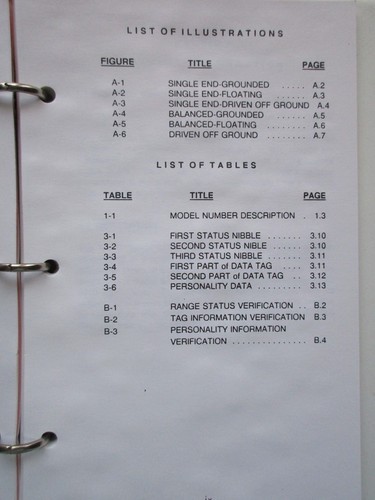 LIST OF ILLUSTRATIONS
FIGURE TITLE PAGE
A-1 SINGLE END-GROUNDED ..... A.2
A-2 SINGLE END-FLOATING ...... A.3
A-3 SINGLE END-DRIVEN OFF GROUND A.4
A-4 BALANCED-GROUNDED ...... A.5
A-5 BALANCED-FLOATING ........ A.6
A-6 DRIVEN OFF GROUND ........ A.7
LIST OF TABLES
TABLE TITLE PAGE
1-1 MODEL NUMBER DESCRIPTION . 1.3
3-1 FIRST STATUS NIBBLE ....... 3.10
3-2 SECOND STATUS NIBLE ..... 3.10
3-3 THIRD STATUS NIBBLE ...... 3.11
3-4 FIRST PART of DATA TAG .... 3.11
3-5 SECOND PART of DATA TAG .. 3.12
3-6 PERSONALITY DATA ......... 3.13
B-1 RANGE STATUS VERIFICATION .. B.2
B-2 TAG INFORMATION VERIFICATION B.3
B-3 PERSONALITY INFORMATION
VERIFICATION ............... B.4